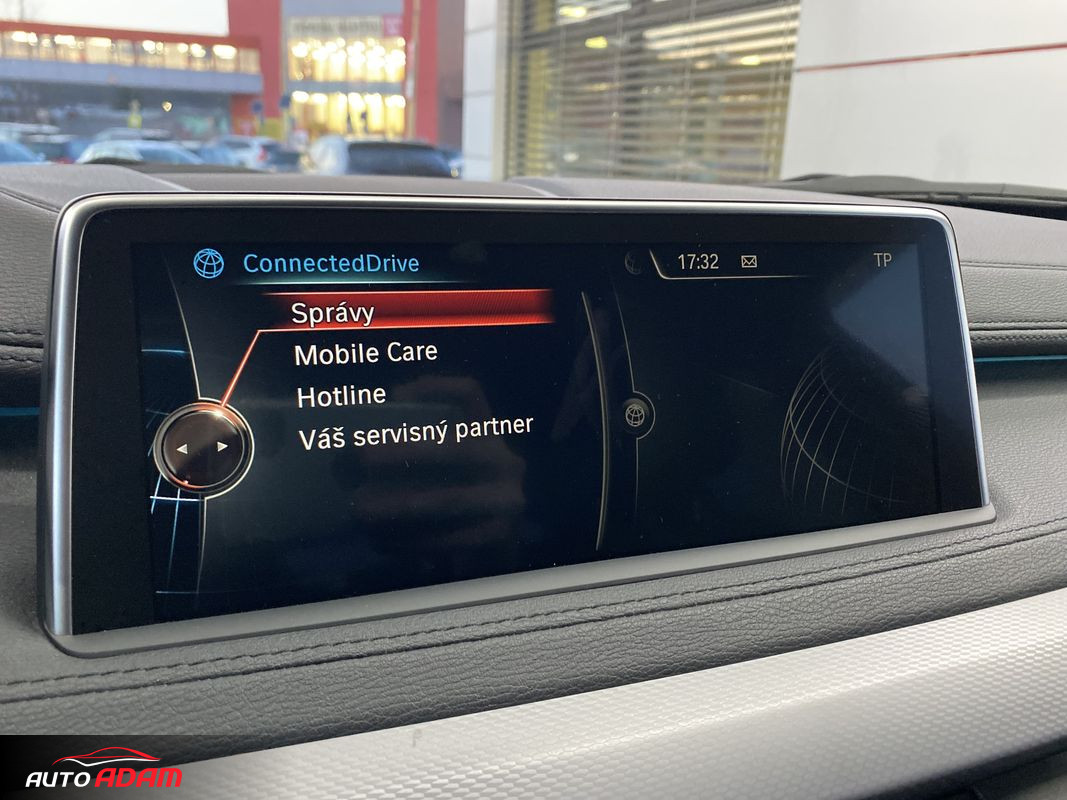 ConnectedDrive
17:32
TP
Správy
Mobile Care
Hotline
Váš servisný partner
AUTO ADAM